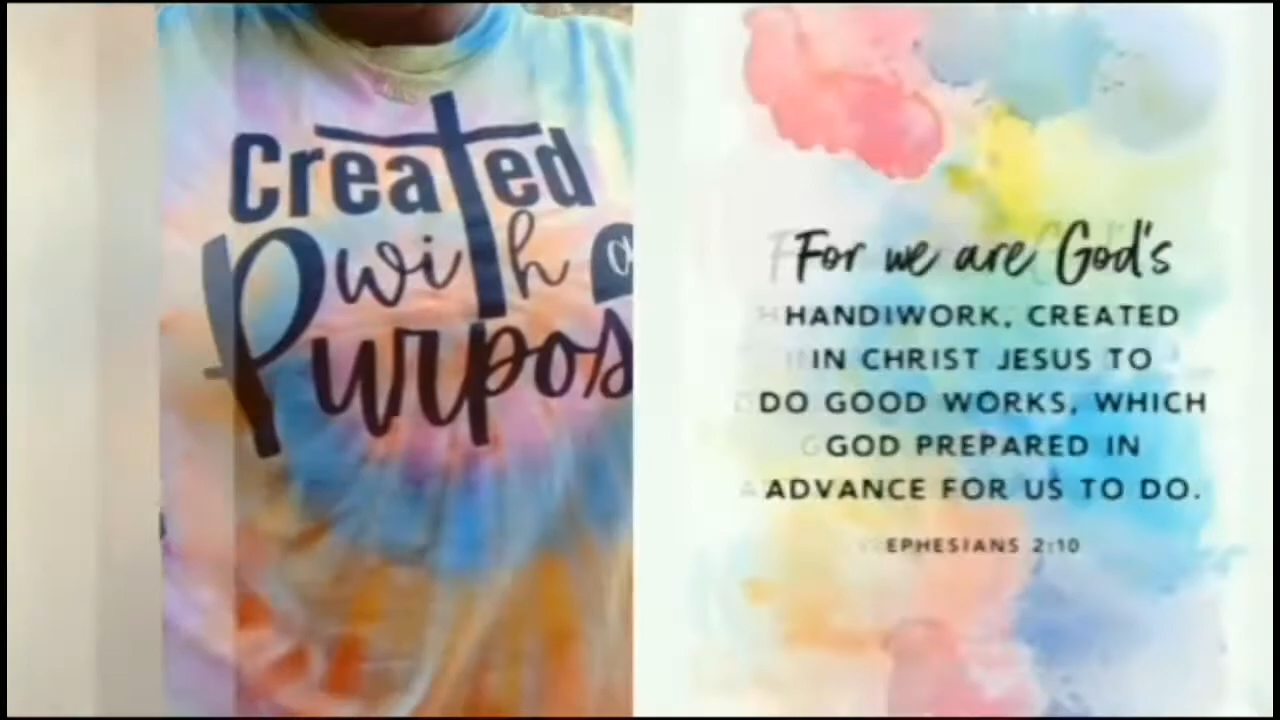 Created
with a
Purpos
For we are God's
HANDIWORK, CREATED
IN CHRIST JESUS TO
DO GOOD WORKS, WHICH
GOD PREPARED IN
ADVANCE FOR US TO DO.
EPHESIANS 2:10